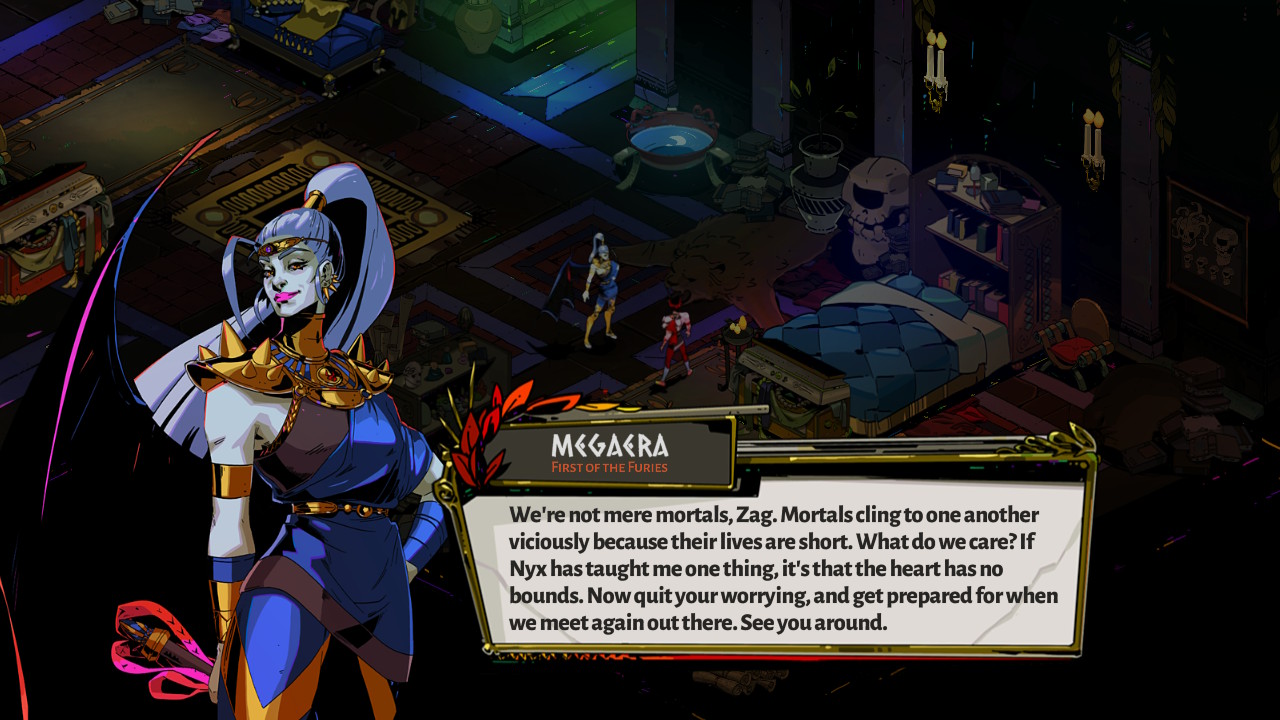 MEGAERA
FIRST OF THE FURIES
We're not mere mortals, Zag. Mortals cling to one another
viciously because their lives are short. What do we care? If
Nyx has taught me one thing, it's that the heart has no
bounds. Now quit your worrying, and get prepared for when
we meet again out there. See you around.